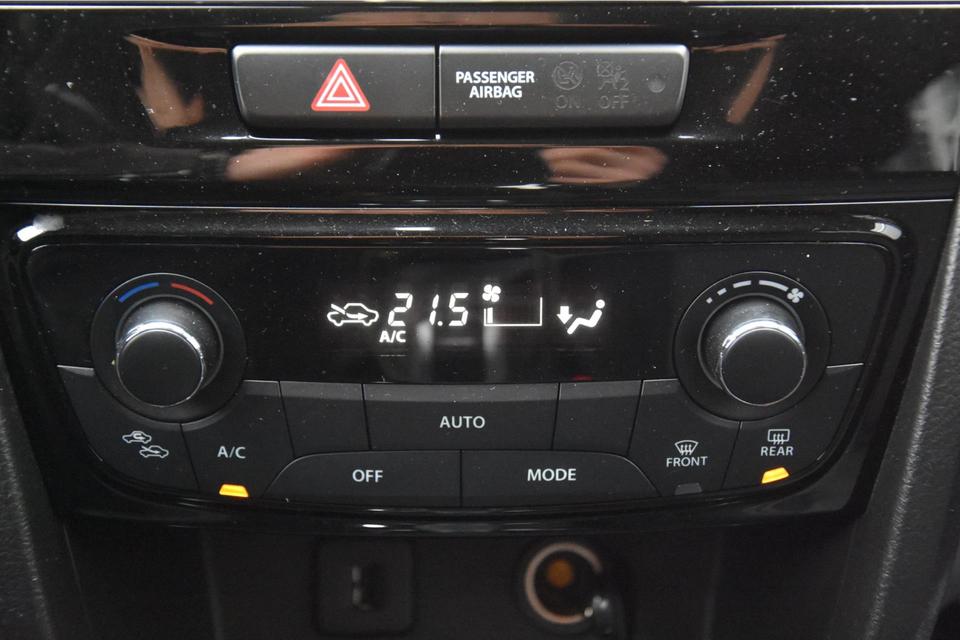 PASSENGER
AIRBAG
ON OFF
21.5
A/C
AUTO
A/C
OFF
MODE
FRONT
REAR